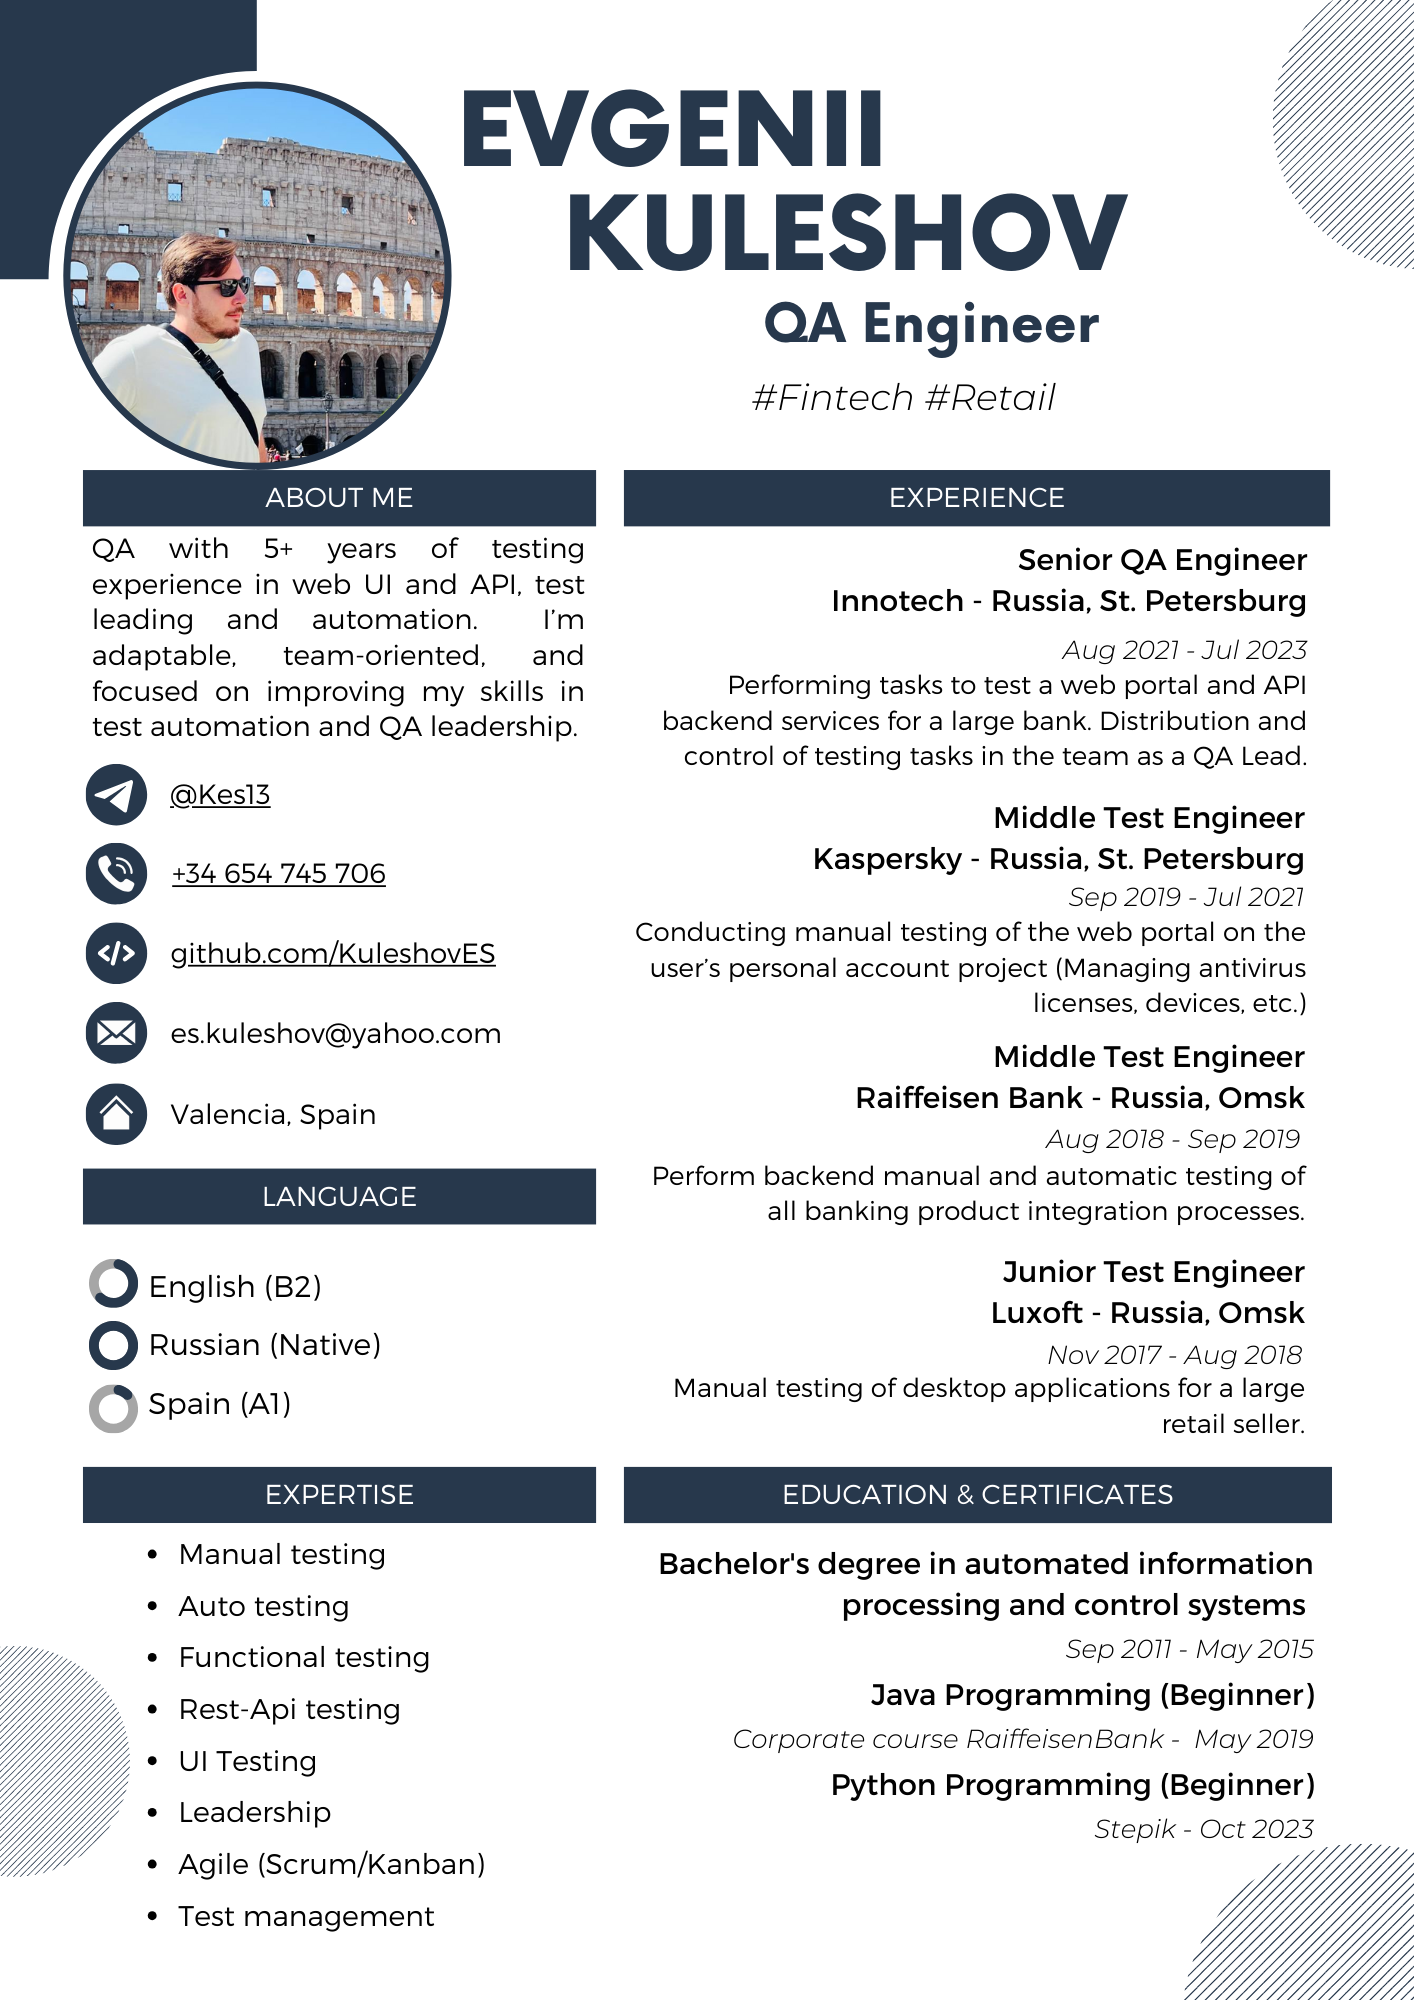 EVGENII
KULESHOV
QA Engineer
#Fintech #Retail
ABOUT ME
QA with 5+ years of testing
experience in web UI and API, test
leading and automation. I’m
adaptable, team-oriented, and
focused on improving my skills in
test automation and QA leadership.
@Kes13
+34 654 745 706
github.com/KuleshovES
es.kuleshov@yahoo.com
Valencia, Spain
LANGUAGE
English (B2)
Russian (Native)
Spain (A1)
EXPERTISE
• Manual testing
• Auto testing
• Functional testing
• Rest-Api testing
• UI Testing
• Leadership
• Agile (Scrum/Kanban)
• Test management
EXPERIENCE
Senior QA Engineer
Innotech - Russia, St. Petersburg
Aug 2021 - Jul 2023
Performing tasks to test a web portal and API
backend services for a large bank. Distribution and
control of testing tasks in the team as a QA Lead.
Middle Test Engineer
Kaspersky - Russia, St. Petersburg
Sep 2019 - Jul 2021
Conducting manual testing of the web portal on the
user’s personal account project (Managing antivirus
licenses, devices, etc.)
Middle Test Engineer
Raiffeisen Bank - Russia, Omsk
Aug 2018 - Sep 2019
Perform backend manual and automatic testing of
all banking product integration processes.
Junior Test Engineer
Luxoft - Russia, Omsk
Nov 2017 - Aug 2018
Manual testing of desktop applications for a large
retail seller.
EDUCATION & CERTIFICATES
Bachelor's degree in automated information
processing and control systems
Sep 2011 - May 2015
Java Programming (Beginner)
Corporate course RaiffeisenBank - May 2019
Python Programming (Beginner)
Stepik - Oct 2023